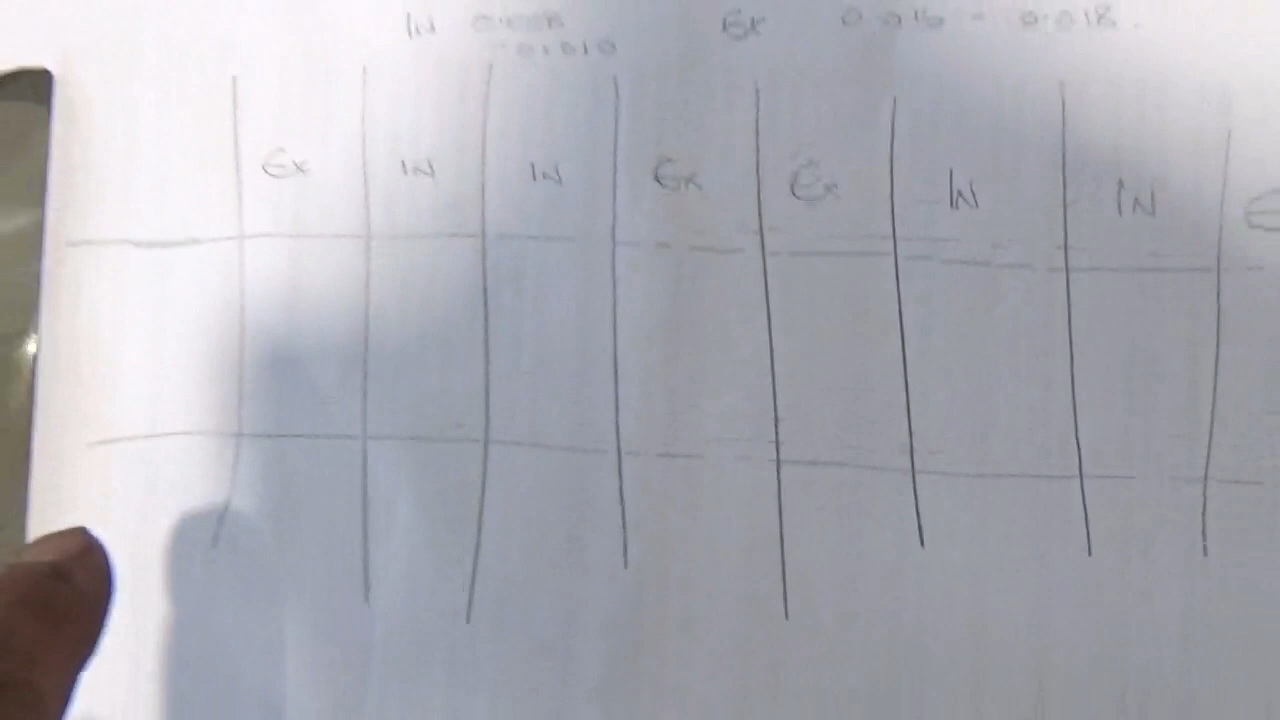 IN 0.008 Ex 0.016 - 0.018.
- 0.010
Ex IN IN Ex Ex IN IN